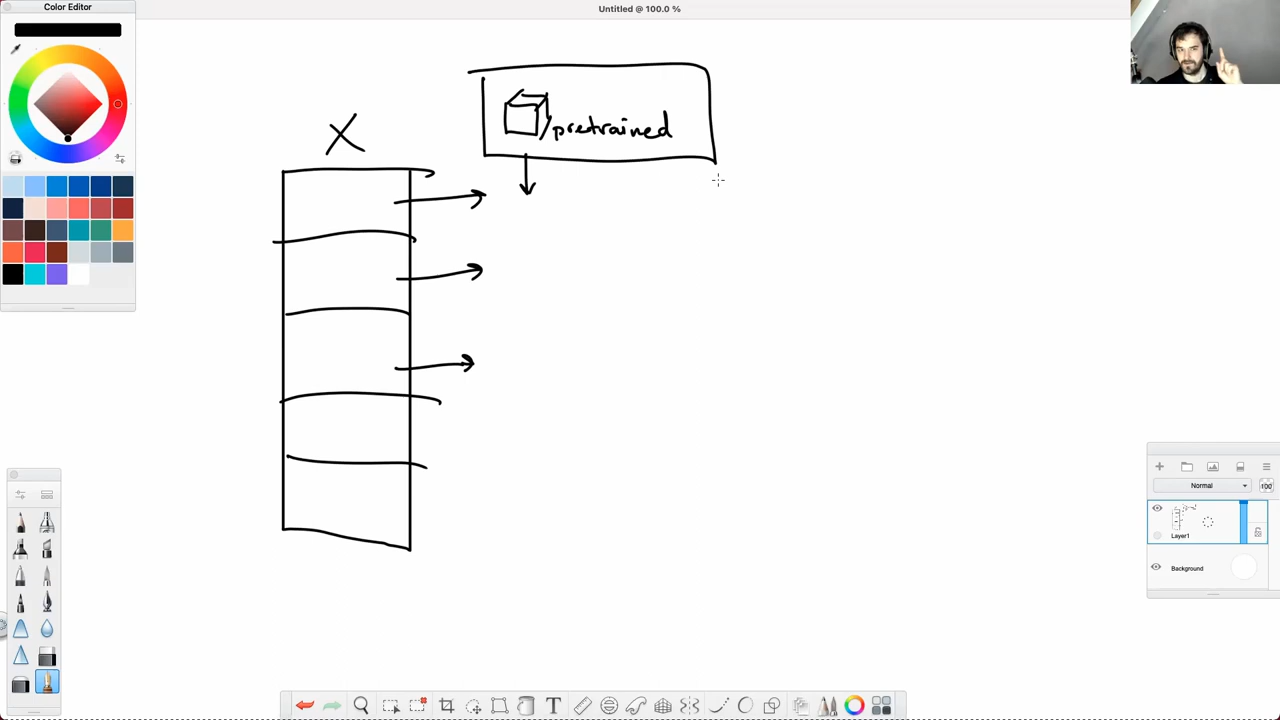 Color Editor
Untitled @ 100.0 %
X
pretrained
Normal
100
Layer1
Background
T